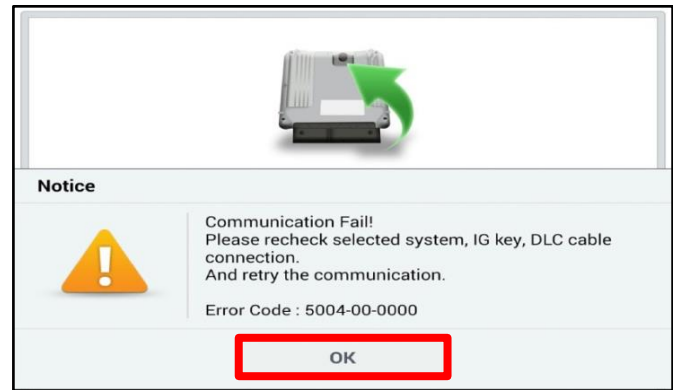 Notice
Communication Fail!
Please recheck selected system, IG key, DLC cable
connection.
And retry the communication.
Error Code : 5004-00-0000
OK